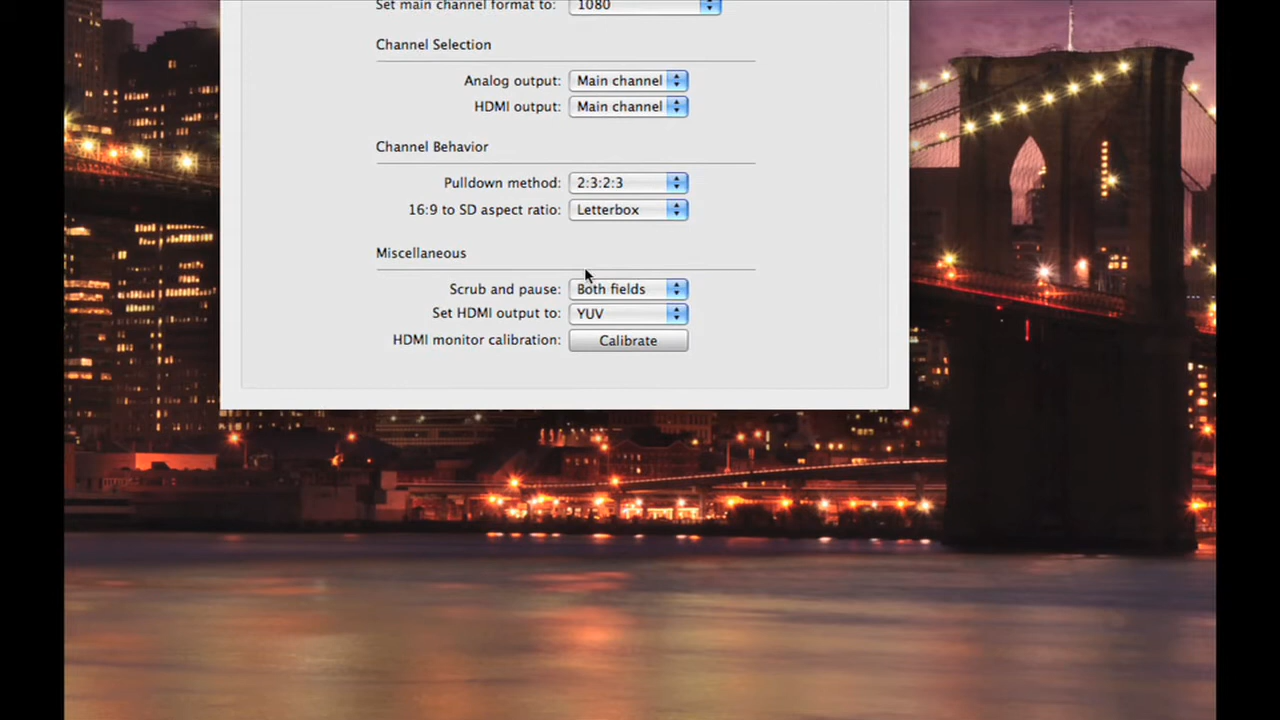 Set main channel format to: 1080
Channel Selection
Analog output: Main channel
HDMI output: Main channel
Channel Behavior
Pulldown method: 2:3:2:3
16:9 to SD aspect ratio: Letterbox
Miscellaneous
Scrub and pause: Both fields
Set HDMI output to: YUV
HDMI monitor calibration: Calibrate